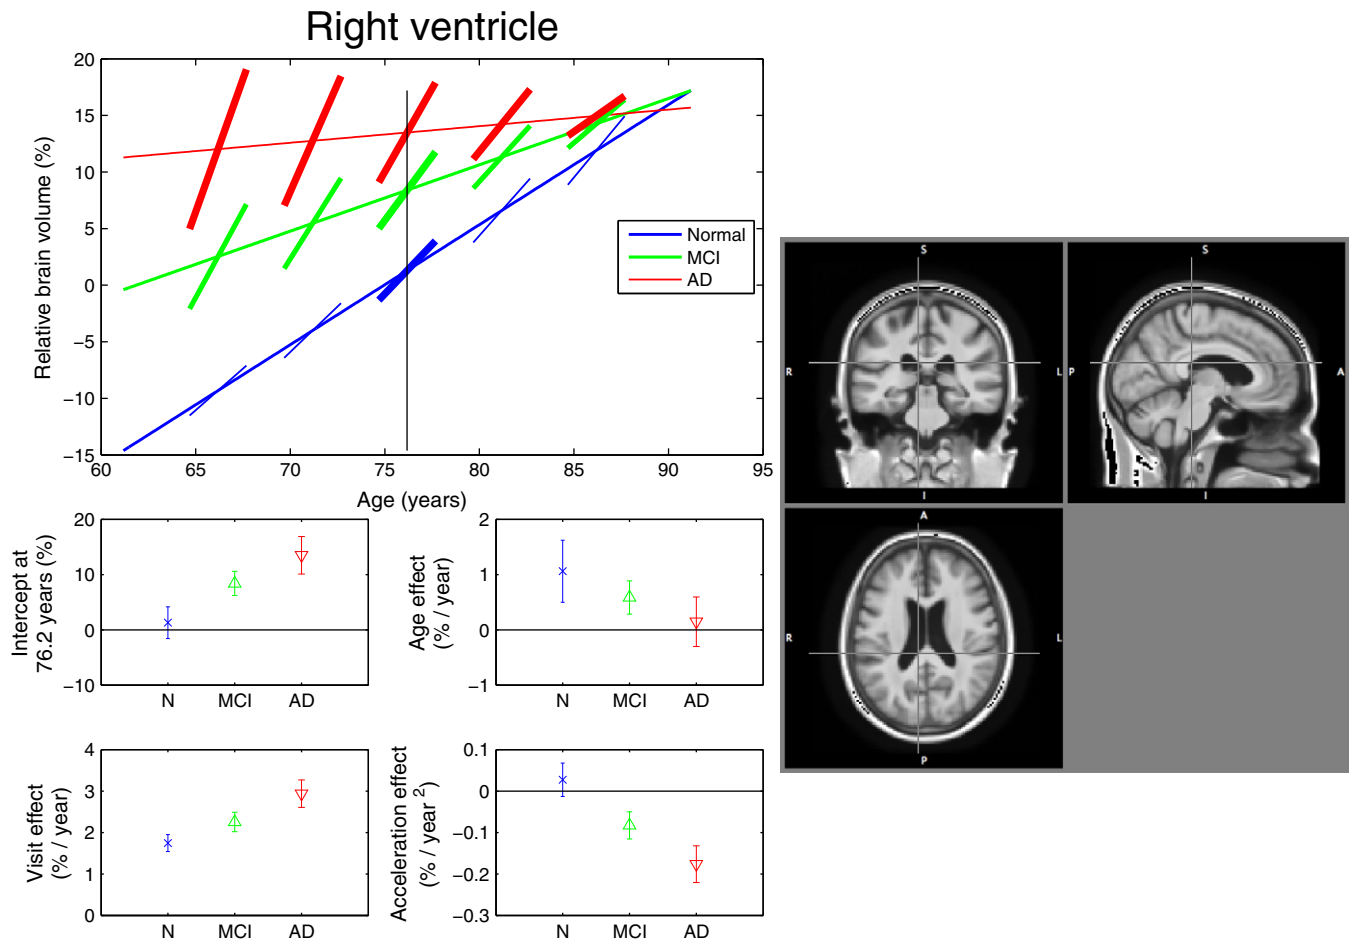 Right ventricle
Relative brain volume (%)
20
15
10
5
0
−5
−10
−15
60 65 70 75 80 85 90 95
Age (years)
Normal
MCI
AD
Intercept at
76.2 years (%)
20
10
0
−10
N MCI AD
Age effect
(% / year)
2
1
0
−1
N MCI AD
Visit effect
(% / year)
4
3
2
1
0
N MCI AD
Acceleration effect
(% / year 2)
0.1
0
−0.1
−0.2
−0.3
N MCI AD
S
R L
I
S
P A
I
A
R L
P